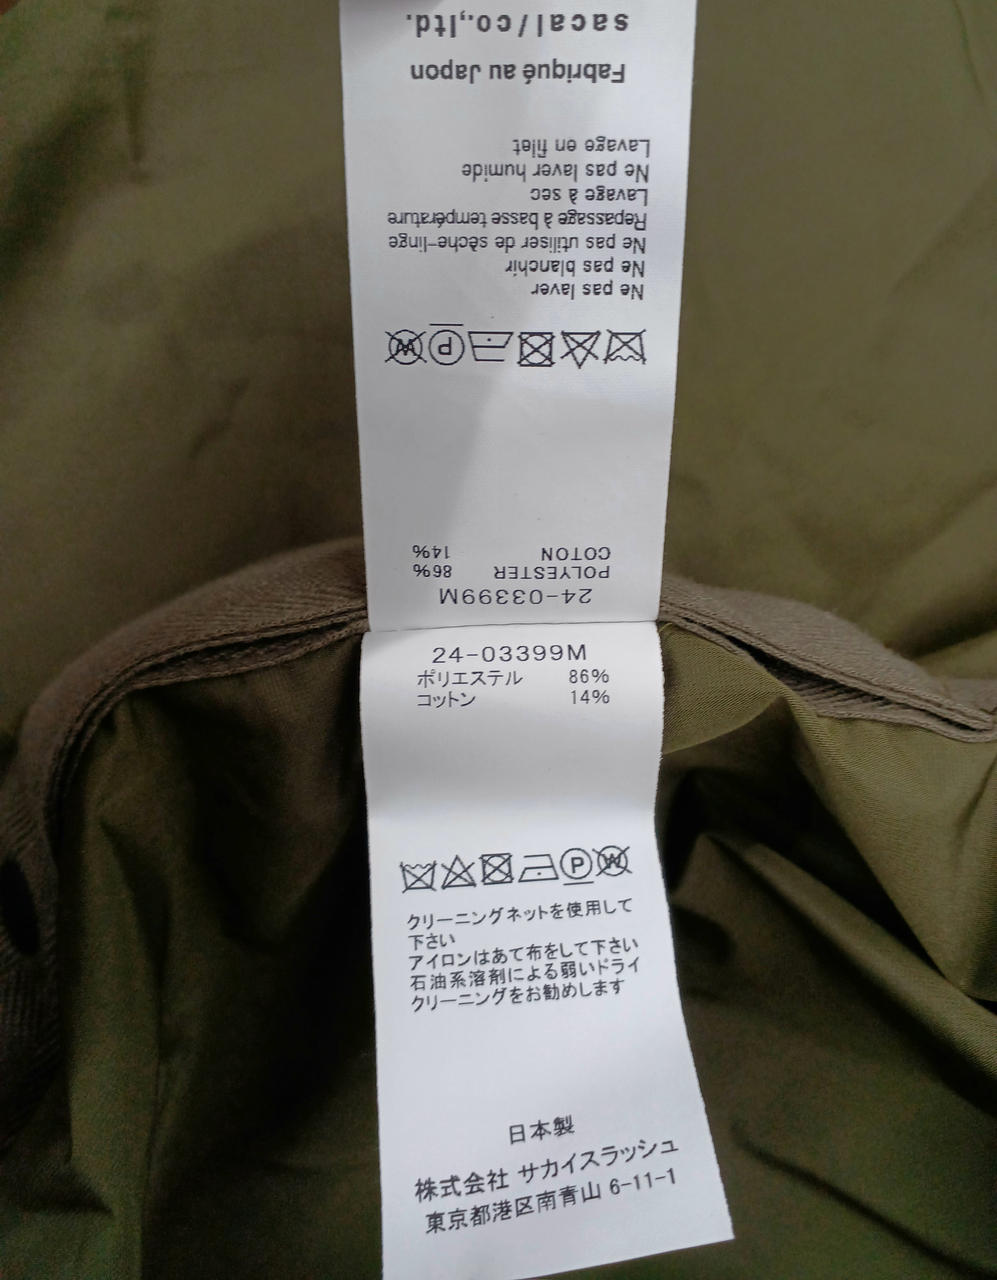 24-03399M
POLYESTER 86%
COTON 14%
Ne pas laver
Ne pas blanchir
Ne pas utiliser de sèche-linge
Repassage à basse température
Lavage à sec
Ne pas laver humide
Lavage en filet
Fabriqué au Japon
sacai/co.,ltd.
24-03399M
ポリエステル 86%
コットン 14%
クリーニングネットを使用して
下さい
アイロンはあて布をして下さい
石油系溶剤による弱いドライ
クリーニングをお勧めします
日本製
株式会社 サカイスラッシュ
東京都港区南青山 6-11-1